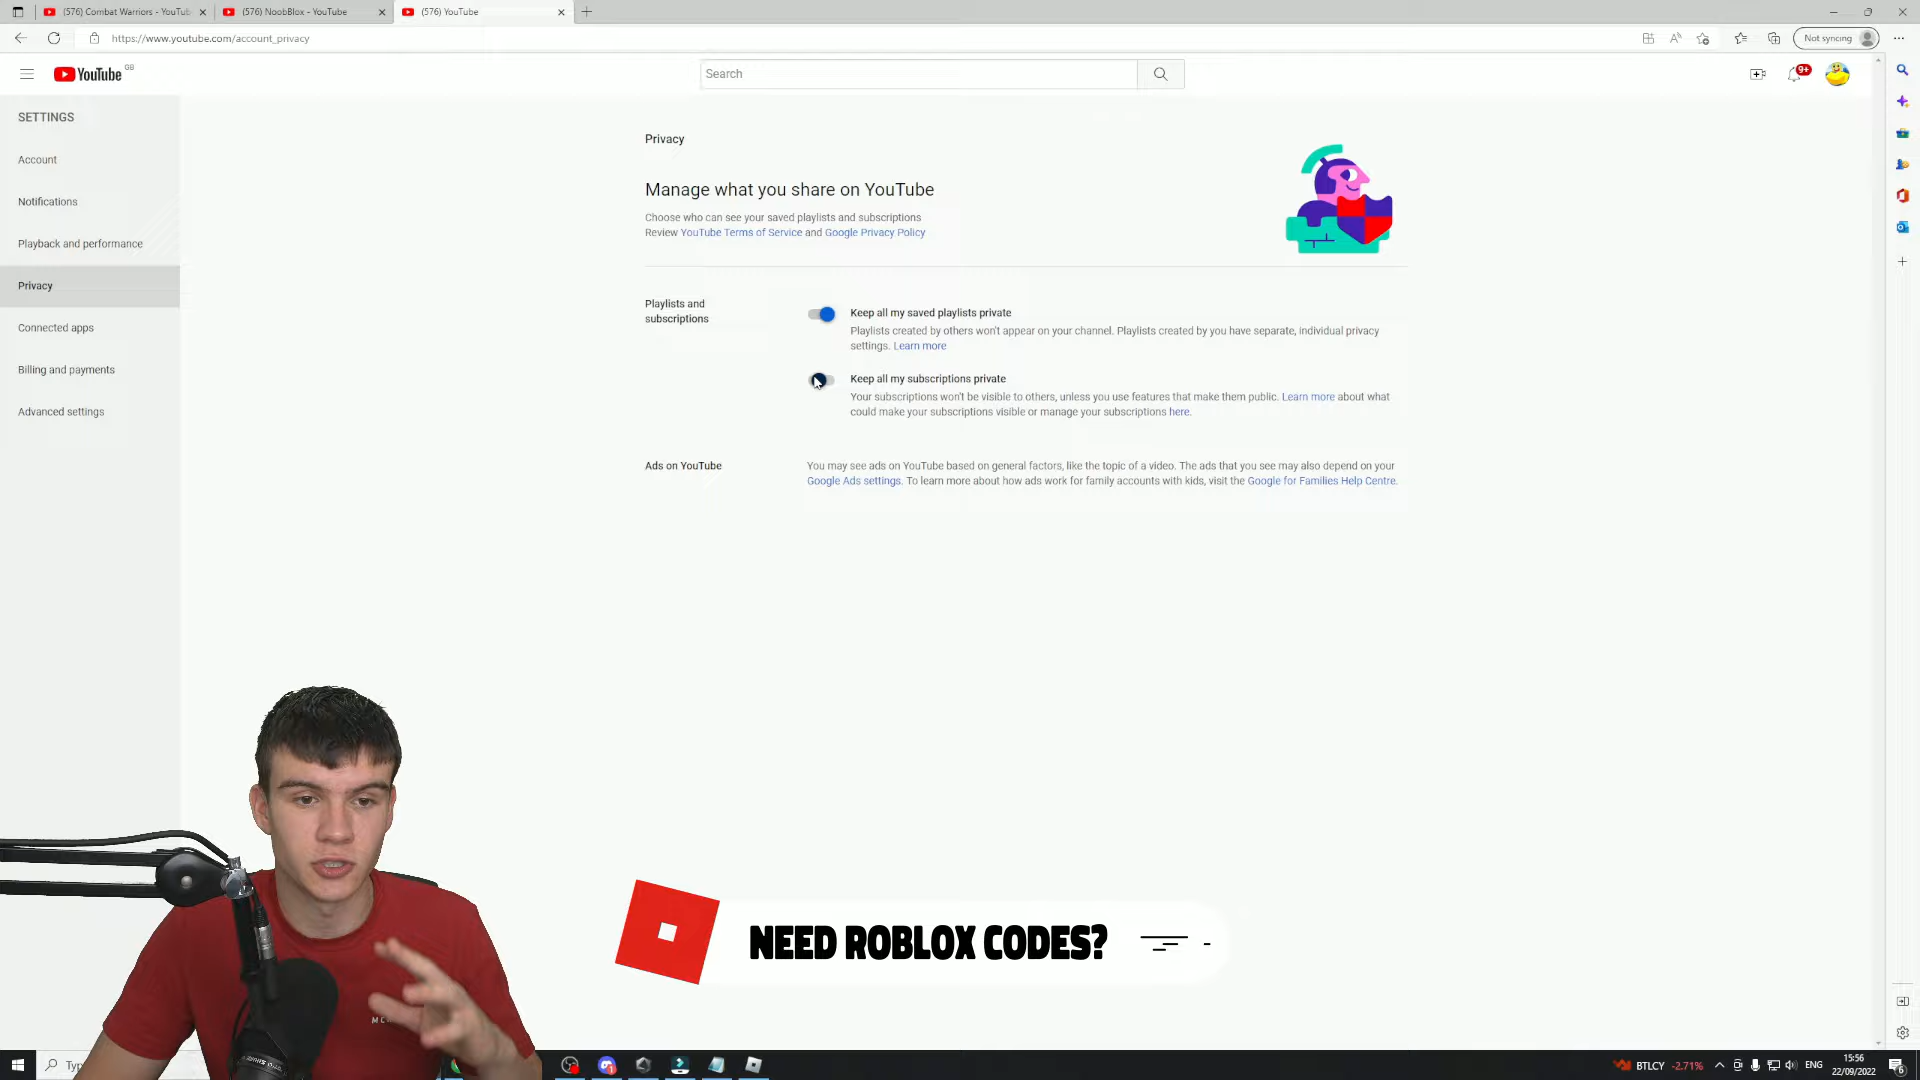 (576) Combat Warriors - YouTub
(576) NoobBlox - YouTube
(576) YouTube
https://www.youtube.com/account_privacy
Not syncing
YouTube GB
Search
9+
SETTINGS
Account
Notifications
Playback and performance
Privacy
Connected apps
Billing and payments
Advanced settings
Privacy
Manage what you share on YouTube
Choose who can see your saved playlists and subscriptions
Review YouTube Terms of Service and Google Privacy Policy
Playlists and
subscriptions
Keep all my saved playlists private
Playlists created by others won't appear on your channel. Playlists created by you have separate, individual privacy
settings. Learn more
Keep all my subscriptions private
Your subscriptions won't be visible to others, unless you use features that make them public. Learn more about what
could make your subscriptions visible or manage your subscriptions here.
Ads on YouTube
You may see ads on YouTube based on general factors, like the topic of a video. The ads that you see may also depend on your
Google Ads settings. To learn more about how ads work for family accounts with kids, visit the Google for Families Help Centre.
NEED ROBLOX CODES?
Typ
BTLCY -2.71%
ENG
15:56
22/09/2022
6